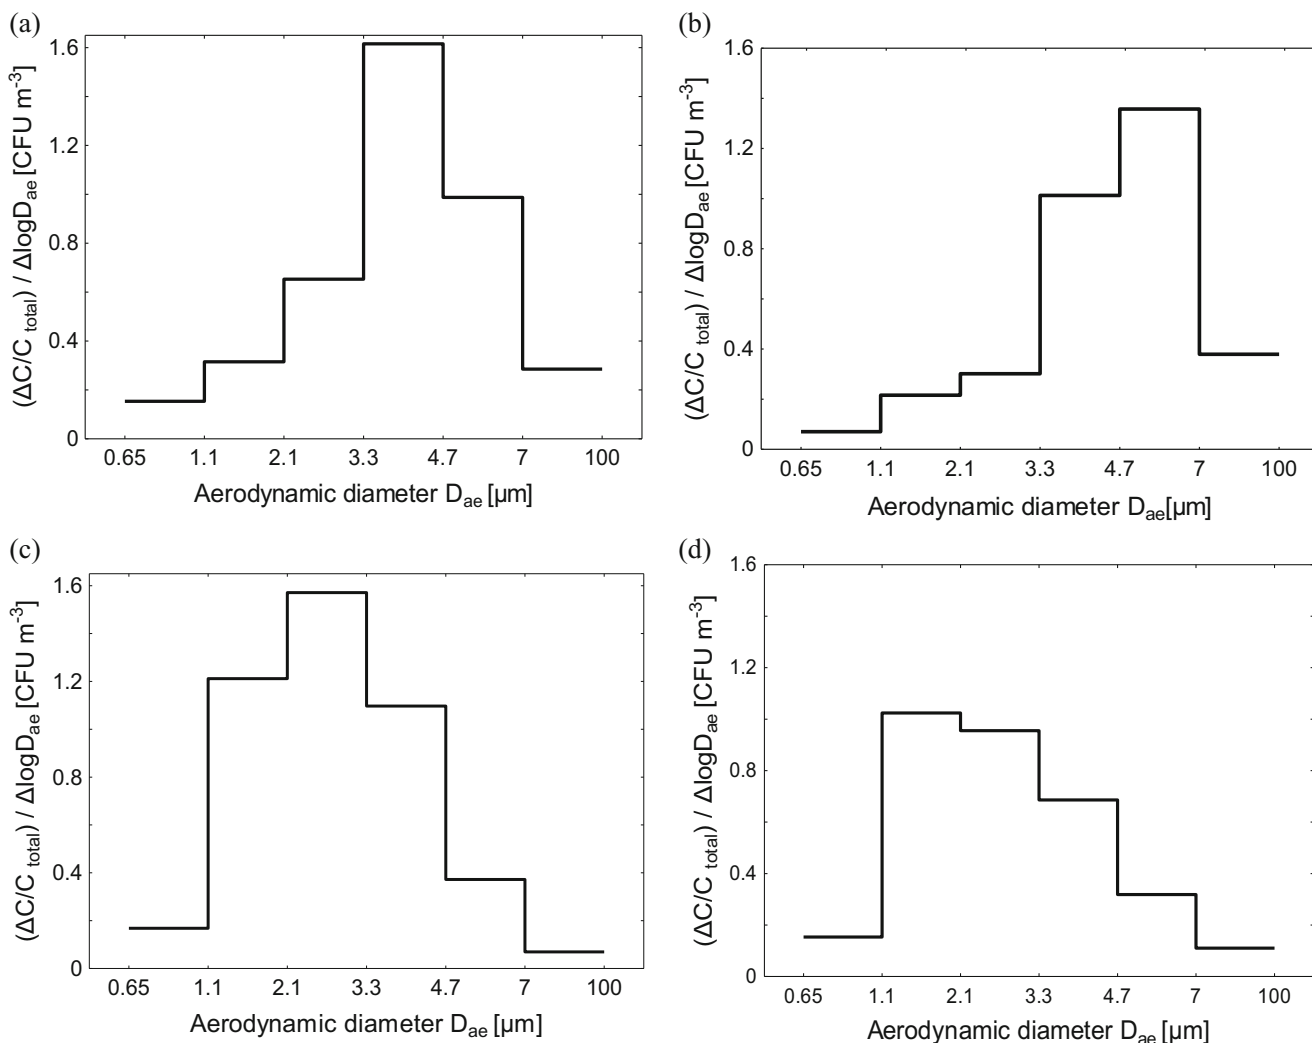 (a)
(ΔC/C total) / ΔlogDae [CFU m-3]
1.6
1.2
0.8
0.4
0
0.65 1.1 2.1 3.3 4.7 7 100
Aerodynamic diameter Dae [µm]
(b)
(ΔC/C total) / ΔlogDae [CFU m-3]
1.6
1.2
0.8
0.4
0
0.65 1.1 2.1 3.3 4.7 7 100
Aerodynamic diameter Dae[µm]
(c)
(ΔC/C total) / ΔlogDae [CFU m-3]
1.6
1.2
0.8
0.4
0
0.65 1.1 2.1 3.3 4.7 7 100
Aerodynamic diameter Dae [µm]
(d)
(ΔC/C total) / ΔlogDae [CFU m-3]
1.6
1.2
0.8
0.4
0
0.65 1.1 2.1 3.3 4.7 7 100
Aerodynamic diameter Dae [µm]